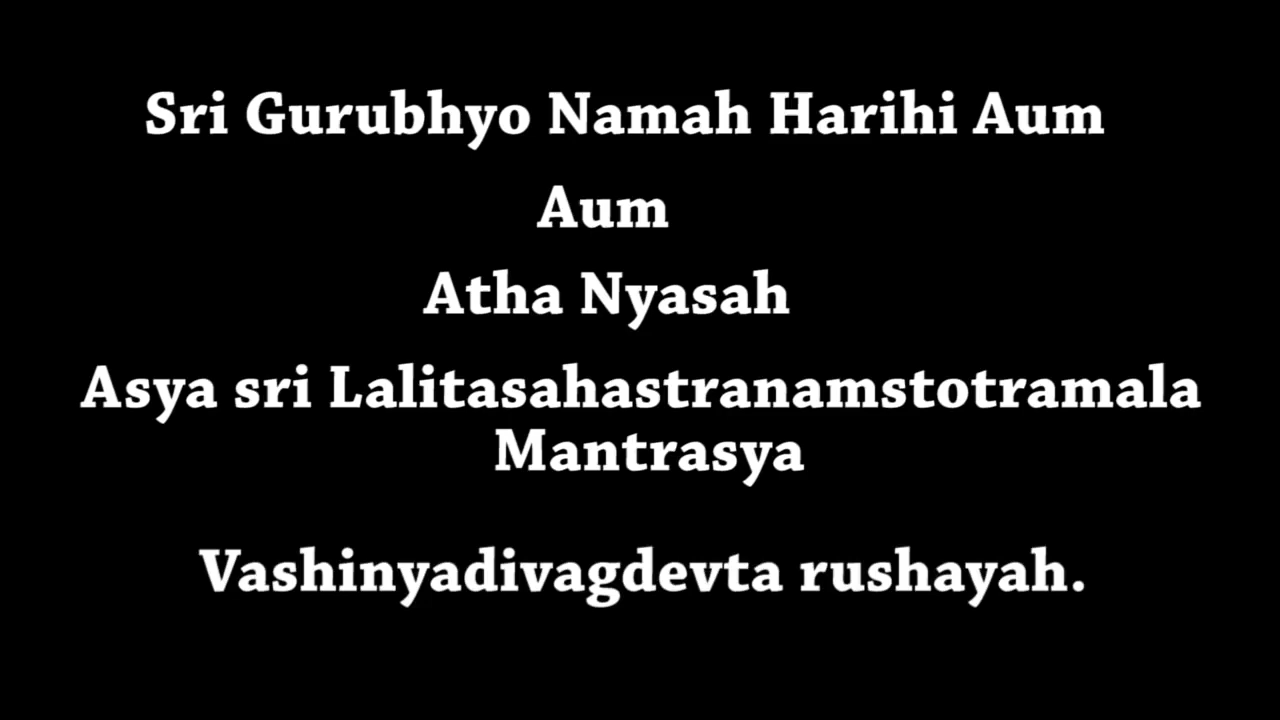 Sri Gurubhyo Namah Harihi Aum
Aum
Atha Nyasah
Asya sri Lalitasahastranamstotramala
Mantrasya
Vashinyadivagdevta rushayah.